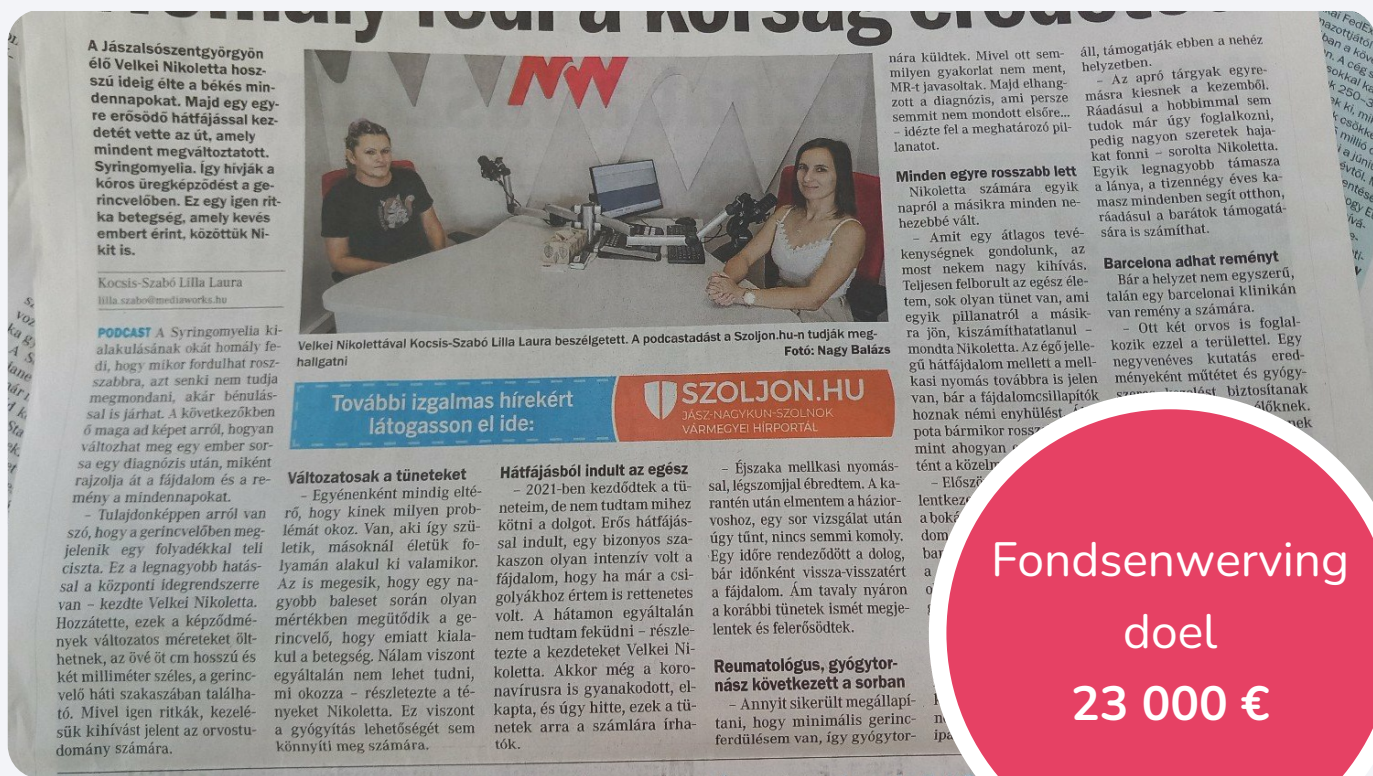 a kórság
A Jászalsószentgyörgyön
élő Velkei Nikoletta hosz-
szú ideig élte a békés min-
dennapokat. Majd egy egy-
re erősödő hátfájással kez-
detét vette az út, amely
mindent megváltoztatott.
Syringomyelia. Így hívják a
kóros üregképződést a ge-
rincvelőben. Ez egy igen rit-
ka betegség, amely kevés
embert érint, közöttük Ni-
kit is.
Kocsis-Szabó Lilla Laura
lilla.szabo@mediaworks.hu
PODCAST A Syringomyelia ki-
alakulásának okát homály fe-
di, hogy mikor fordulhat rosz-
szabbra, azt senki nem tudja
megmondani, akár bénulás-
sal is járhat. A következőkben
ő maga ad képet arról, hogyan
változhat meg egy ember sor-
sa egy diagnózis után, miként
rajzolja át a fájdalom és a re-
mény a mindennapokat.
– Tulajdonképpen arról van
szó, hogy a gerincvelőben meg-
jelenik egy folyadékkal teli
ciszta. Ez a legnagyobb hatás-
sal a központi idegrendszerre
van – kezdte Velkei Nikoletta.
Hozzátette, ezek a képződmé-
nyek változatos méreteket ölt-
hetnek, az övé öt cm hosszú és
két milliméter széles, a gerinc-
velő háti szakaszában találha-
tó. Mivel igen ritkák, kezelé-
sük kihívást jelent az orvostu-
domány számára.
Velkei Nikolettával Kocsis-Szabó Lilla Laura beszélgetett. A podcastadást a Szoljon.hu-n tudják meg-
hallgatni
Fotó: Nagy Balázs
További izgalmas hírekért
látogasson el ide:
SZOLJON.HU
JÁSZ-NAGYKUN-SZOLNOK
VÁRMEGYEI HÍRPORTÁL
Változatosak a tüneteket
– Egyénenként mindig elté-
rő, hogy kinek milyen prob-
lémát okoz. Van, aki így szü-
letik, másoknál életük fo-
lyamán alakul ki valamikor.
Az is megesik, hogy egy na-
gyobb baleset során olyan
mértékben megütődik a ge-
rincvelő, hogy emiatt kiala-
kul a betegség. Nálam viszont
egyáltalán nem lehet tudni,
mi okozza – részletezte a té-
nyeket Nikoletta. Ez viszont
a gyógyítás lehetőségét sem
könnyíti meg számára.
Hátfájásból indult az egész
– 2021-ben kezdődtek a tü-
neteim, de nem tudtam mihez
kötni a dolgot. Erős hátfájás-
sal indult, egy bizonyos sza-
kaszon olyan intenzív volt a
fájdalom, hogy ha már a csi-
golyákhoz értem is rettenetes
volt. A hátamon egyáltalán
nem tudtam feküdni – részle-
tezte a kezdeteket Velkei Ni-
koletta. Akkor még a koro-
navírusra is gyanakodott, el-
kapta, és úgy hitte, ezek a tü-
netek arra a számlára írha-
tók.
– Éjszaka mellkasi nyomás-
sal, légszomjjal ébredtem. A ka-
rantén után elmentem a házior-
voshoz, egy sor vizsgálat után
úgy tűnt, nincs semmi komoly.
Egy időre rendeződött a dolog,
bár időnként vissza-visszatért
a fájdalom. Ám tavaly nyáron
a korábbi tünetek ismét megje-
lentek és felerősödtek.
Reumatológus, gyógytor-
nász következett a sorban
– Annyit sikerült megállapí-
tani, hogy minimális gerinc-
ferdülésem van, így gyógytor-
nára küldtek. Mivel ott sem-
milyen gyakorlat nem ment,
MR-t javasoltak. Majd elhang-
zott a diagnózis, ami persze
semmit nem mondott elsőre...
– idézte fel a meghatározó pil-
lanatot.
Minden egyre rosszabb lett
Nikoletta számára egyik
napról a másikra minden ne-
hezebbé vált.
– Amit egy átlagos tevé-
kenységnek gondolunk, az
most nekem nagy kihívás.
Teljesen felborult az egész éle-
tem, sok olyan tünet van, ami
egyik pillanatról a másik-
ra jön, kiszámíthatatlanul –
mondta Nikoletta. Az égő jelle-
gű hátfájdalom mellett a mell-
kasi nyomás továbbra is jelen
van, bár a fájdalomcsillapítók
hoznak némi enyhülést.
pota bármikor
mint ahogyan
tént a
– Előszö
lentkez
a boká
dom
áll, támogatják ebben a nehéz
helyzetben.
– Az apró tárgyak egyre-
másra kiesnek a kezemből.
Ráadásul a hobbimmal sem
tudok már úgy foglalkozni,
pedig nagyon szeretek haja-
kat fonni – sorolta Nikoletta.
Egyik legnagyobb támasza
a lánya, a tizennégy éves ka-
masz mindenben segít otthon,
ráadásul a barátok támogatá-
sára is számíthat.
Barcelona adhat reményt
Bár a helyzet nem egyszerű,
talán egy barcelonai klinikán
van remény a számára.
– Ott két orvos is foglal-
kozik ezzel a területtel. Egy
negyvenéves kutatás ered-
ményeként műtétet és gyógy-
biztosítanak
Fondsenwerving
doel
23 000 €